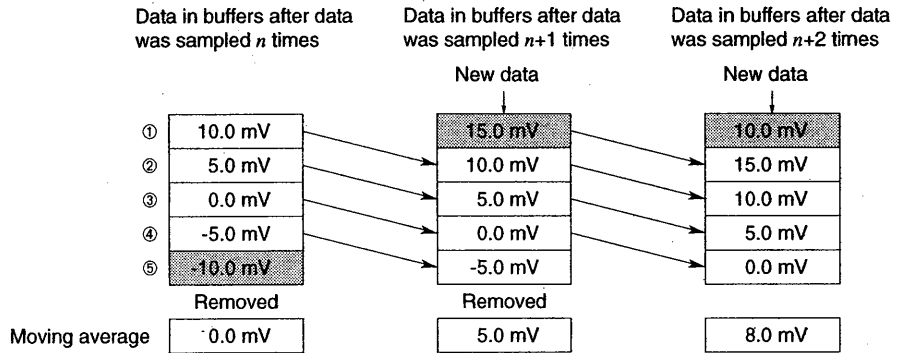 Data in buffers after data
was sampled n times
Data in buffers after data
was sampled n+1 times
Data in buffers after data
was sampled n+2 times
New data
New data
① 10.0 mV 15.0 mV 10.0 mV
② 5.0 mV 10.0 mV 15.0 mV
③ 0.0 mV 5.0 mV 10.0 mV
④ -5.0 mV 0.0 mV 5.0 mV
⑤ -10.0 mV -5.0 mV 0.0 mV
Removed Removed
Moving average 0.0 mV 5.0 mV 8.0 mV